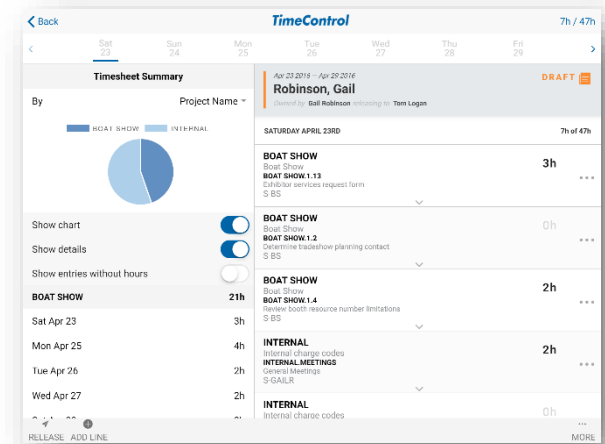 Back
TimeControl
7h / 47h
Sat
23
Sun
24
Mon
25
Tue
26
Wed
27
Thu
28
Fri
29
Timesheet Summary
By
Project Name
BOAT SHOW
INTERNAL
Show chart
Show details
Show entries without hours
BOAT SHOW 21h
Sat Apr 23 3h
Mon Apr 25 4h
Tue Apr 26 2h
Wed Apr 27 2h
RELEASE
ADD LINE
Apr 23 2016 – Apr 29 2016
DRAFT
Robinson, Gail
Owned by Gail Robinson releasing to Tom Logan
SATURDAY APRIL 23RD 7h of 47h
BOAT SHOW 3h
Boat Show
BOAT SHOW.1.13
Exhibitor services request form
S-BS
BOAT SHOW 0h
Boat Show
BOAT SHOW.1.2
Determine tradeshow planning contact
S-BS
BOAT SHOW 2h
Boat Show
BOAT SHOW.1.4
Review booth resource number limitations
S-BS
INTERNAL 2h
Internal charge codes
INTERNAL.MEETINGS
General Meetings
S-GAILR
INTERNAL 0h
Internal charge codes
MORE